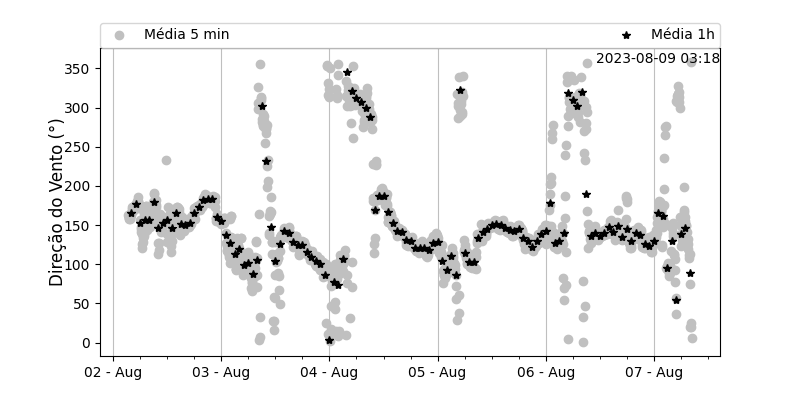 Média 5 min
Média 1h
2023-08-09 03:18
350
300
250
200
150
100
50
0
Direção do Vento (°)
02 - Aug
03 - Aug
04 - Aug
05 - Aug
06 - Aug
07 - Aug